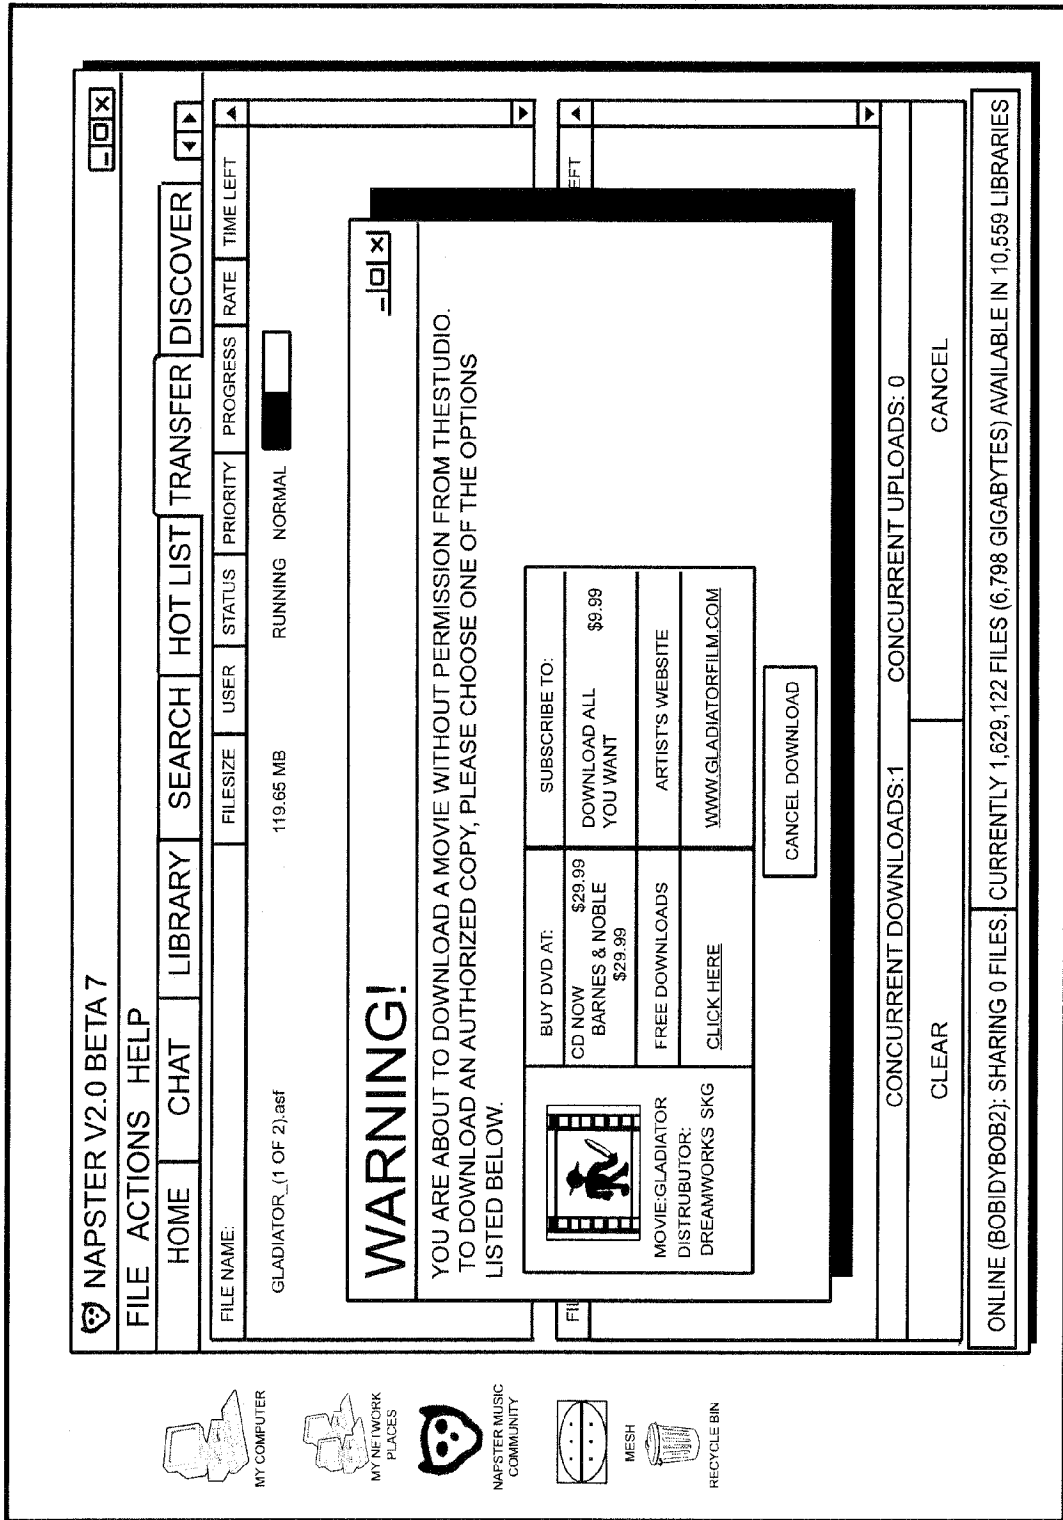 NAPSTER V2.0 BETA 7
FILE ACTIONS HELP
HOME CHAT LIBRARY SEARCH HOT LIST TRANSFER DISCOVER
FILE NAME: FILESIZE USER STATUS PRIORITY PROGRESS RATE TIME LEFT
GLADIATOR_(1 OF 2).asf 119.65 MB RUNNING NORMAL
WARNING!
YOU ARE ABOUT TO DOWNLOAD A MOVIE WITHOUT PERMISSION FROM THESTUDIO.
TO DOWNLOAD AN AUTHORIZED COPY, PLEASE CHOOSE ONE OF THE OPTIONS
LISTED BELOW.
MOVIE:GLADIATOR
DISTRUBUTOR:
DREAMWORKS SKG
BUY DVD AT:
CD NOW $29.99
BARNES & NOBLE
$29.99
SUBSCRIBE TO:
DOWNLOAD ALL $9.99
YOU WANT
FREE DOWNLOADS
CLICK HERE
ARTIST'S WEBSITE
WWW.GLADIATORFILM.COM
CANCEL DOWNLOAD
FIL EFT
CONCURRENT DOWNLOADS:1 CONCURRENT UPLOADS: 0
CLEAR CANCEL
ONLINE (BOBIDYBOB2): SHARING 0 FILES. CURRENTLY 1,629,122 FILES (6,798 GIGABYTES) AVAILABLE IN 10,559 LIBRARIES
MY COMPUTER
MY NETWORK
PLACES
NAPSTER MUSIC
COMMUNITY
MESH
RECYCLE BIN